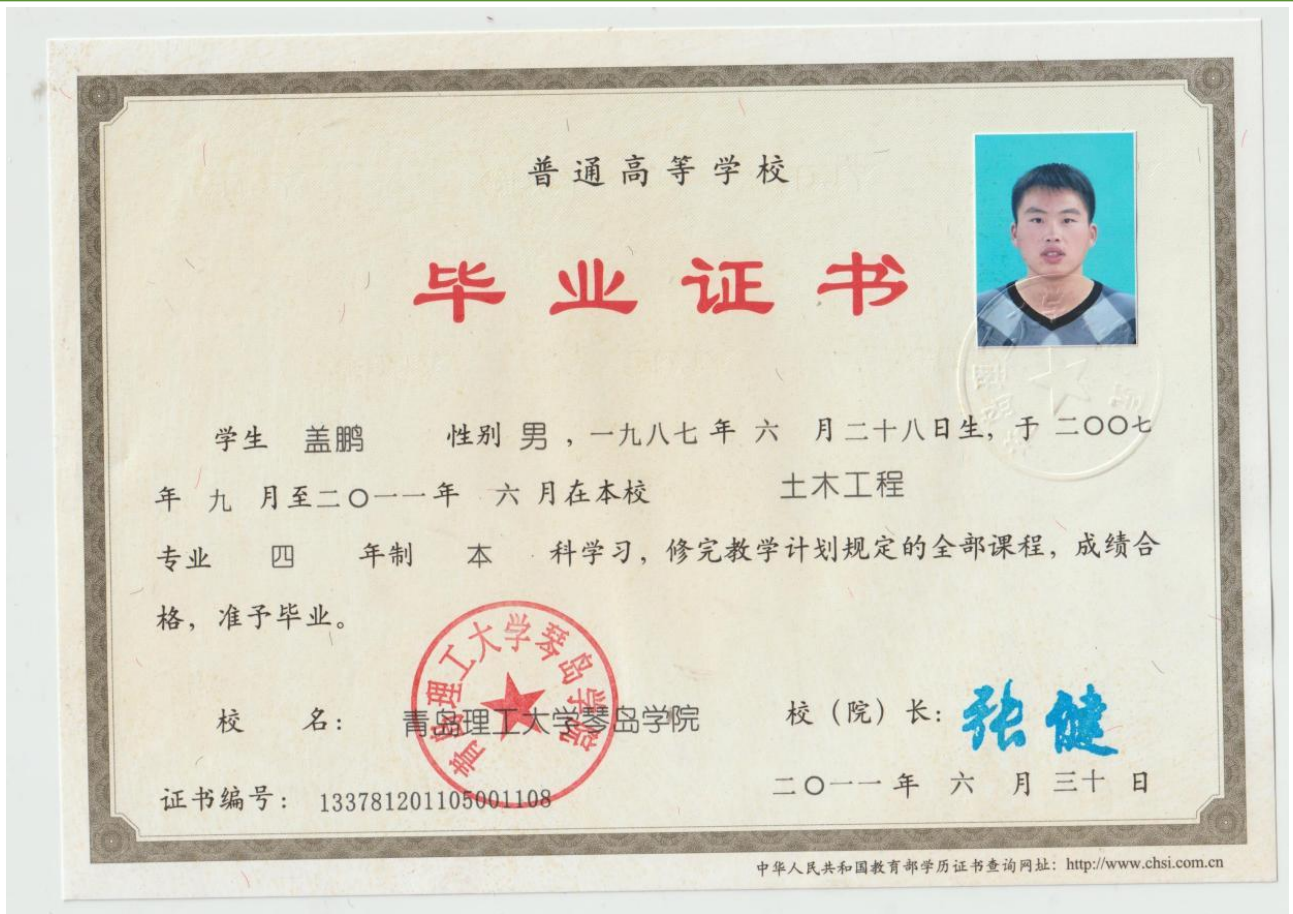 普通高等学校
毕业证书
学生 盖鹏 性别 男 ，一九八七 年 六 月二十八日生，于 二〇〇七
年 九 月至二〇一一年 六 月在本校 土木工程
专业 四 年制 本 科学习，修完教学计划规定的全部课程，成绩合
格，准予毕业。
青岛理工大学琴岛学院
校 名： 青岛理工大学琴岛学院 校（院）长：张健
证书编号： 133781201105001108 二〇一一年 六 月 三十 日
中华人民共和国教育部学历证书查询网址：http://www.chsi.com.cn